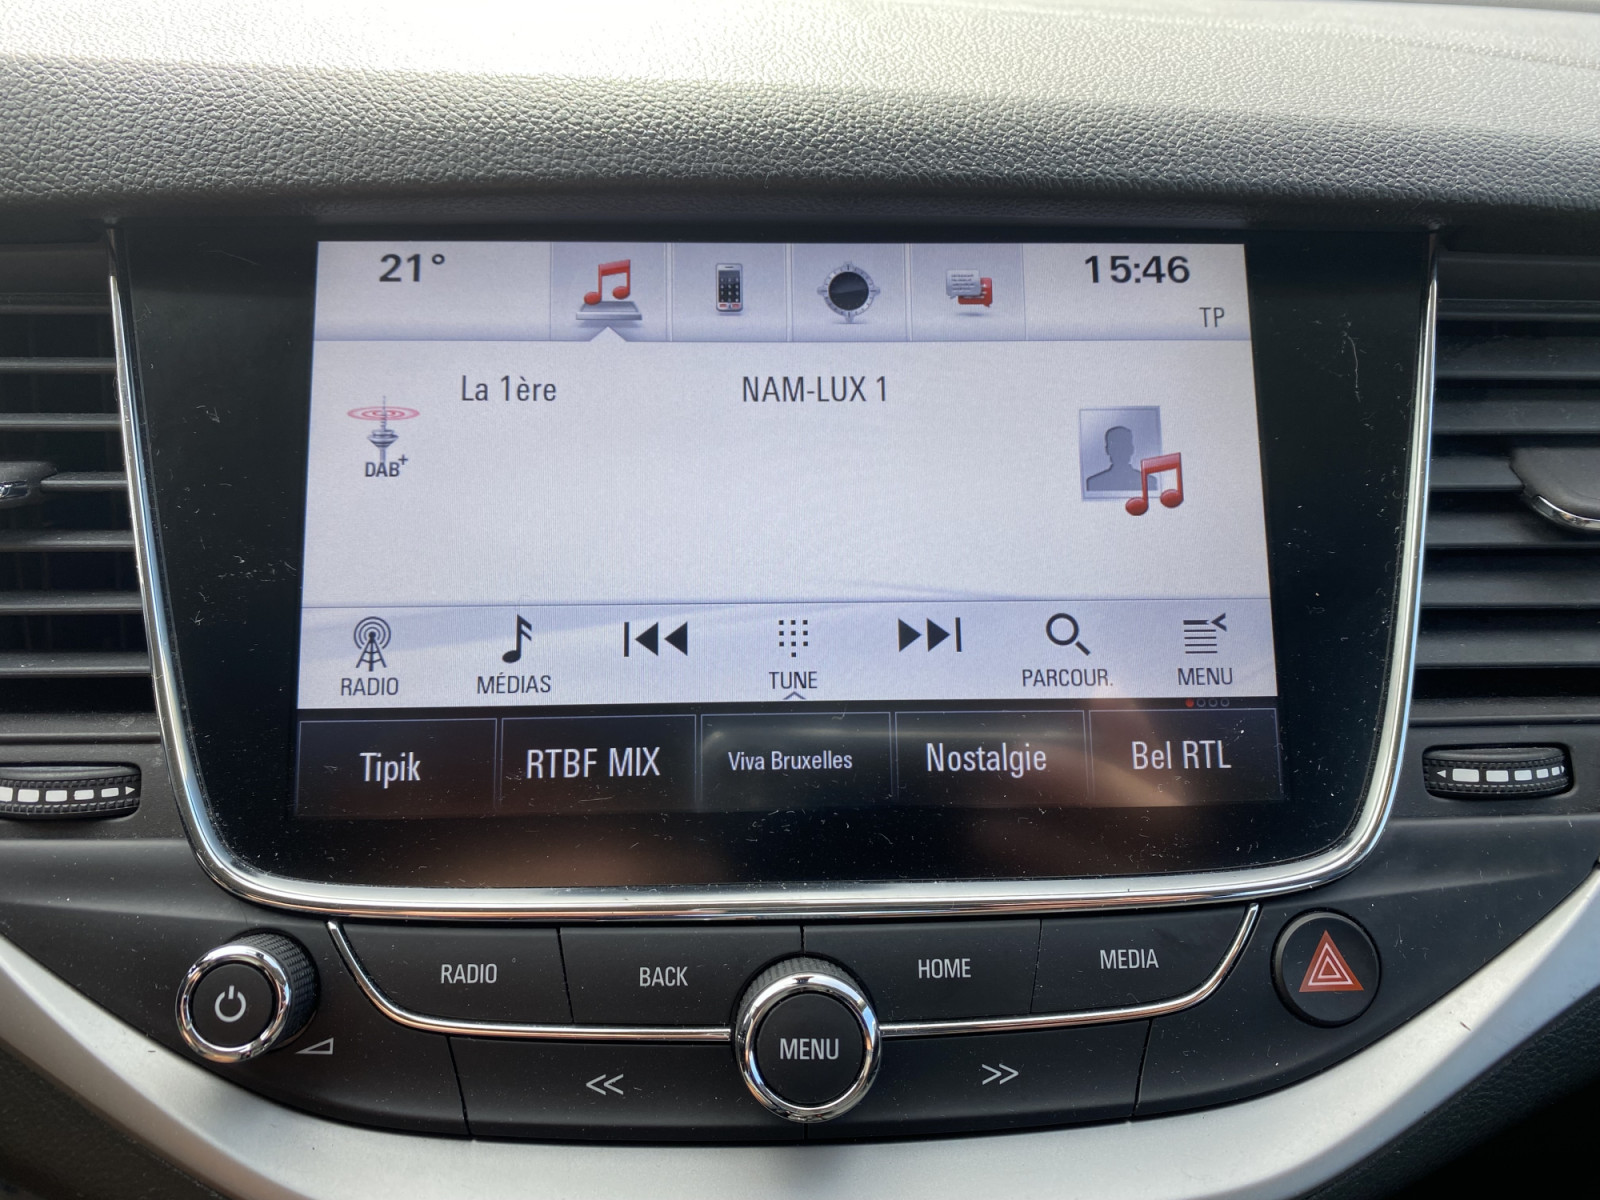 21° 15:46
TP
La 1ère NAM-LUX 1
DAB+
RADIO MÉDIAS TUNE PARCOUR. MENU
Tipik RTBF MIX Viva Bruxelles Nostalgie Bel RTL
RADIO BACK HOME MEDIA
MENU